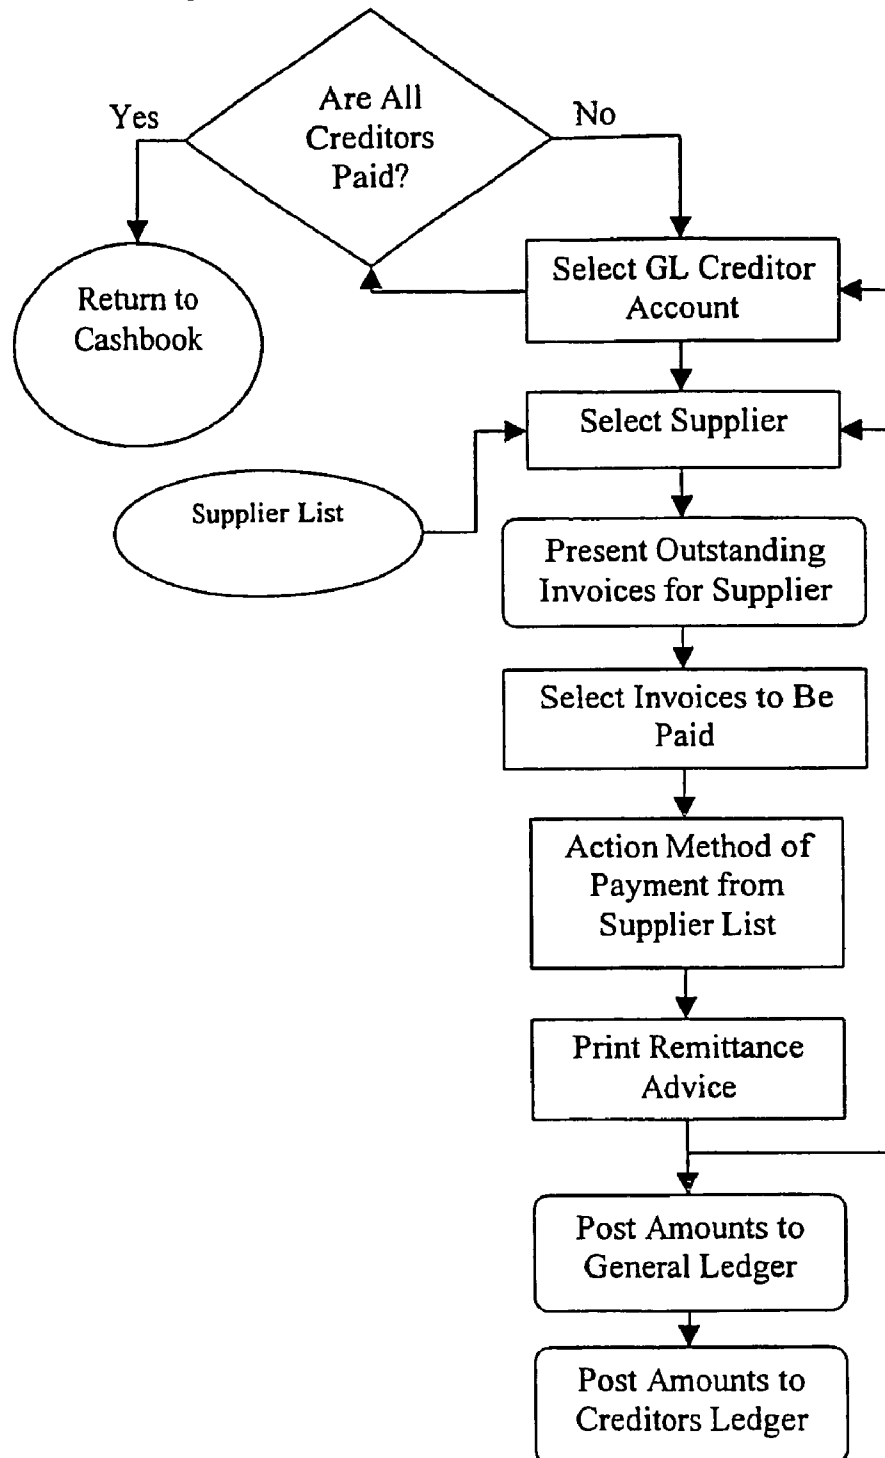 Are All
Creditors
Paid?
Yes
No
Return to
Cashbook
Select GL Creditor
Account
Select Supplier
Supplier List
Present Outstanding
Invoices for Supplier
Select Invoices to Be
Paid
Action Method of
Payment from
Supplier List
Print Remittance
Advice
Post Amounts to
General Ledger
Post Amounts to
Creditors Ledger